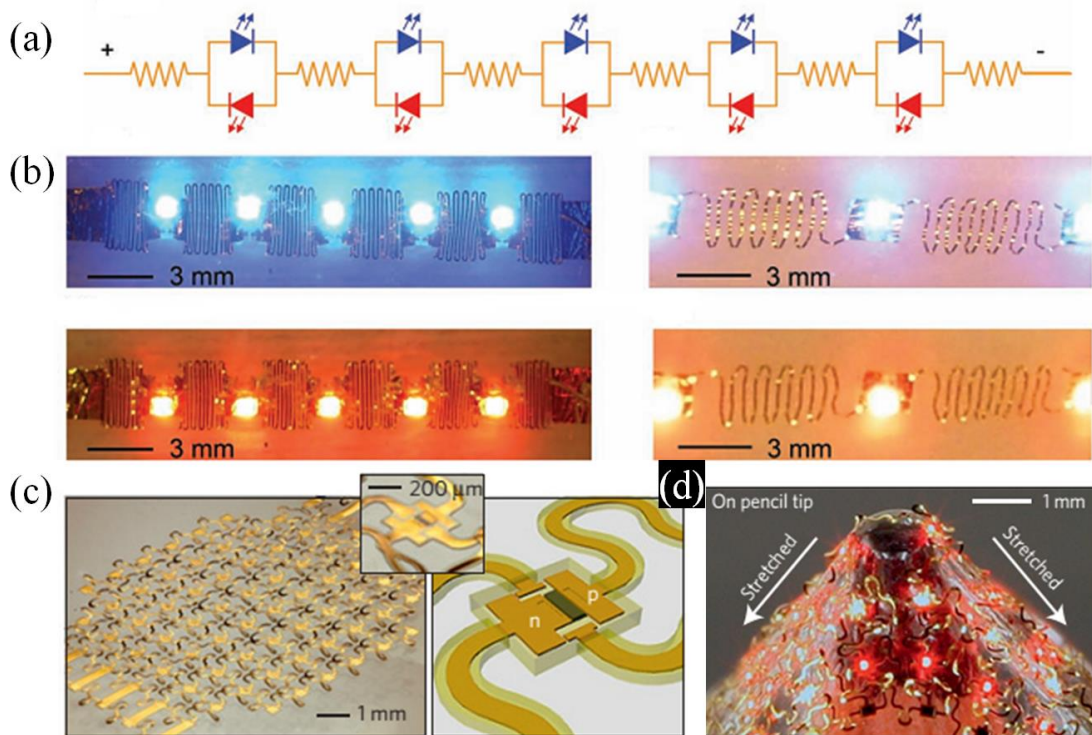 (a)
+
-
(b)
3 mm
3 mm
3 mm
3 mm
(c)
200 μm
n
p
1 mm
(d)
On pencil tip
1 mm
Stretched
Stretched